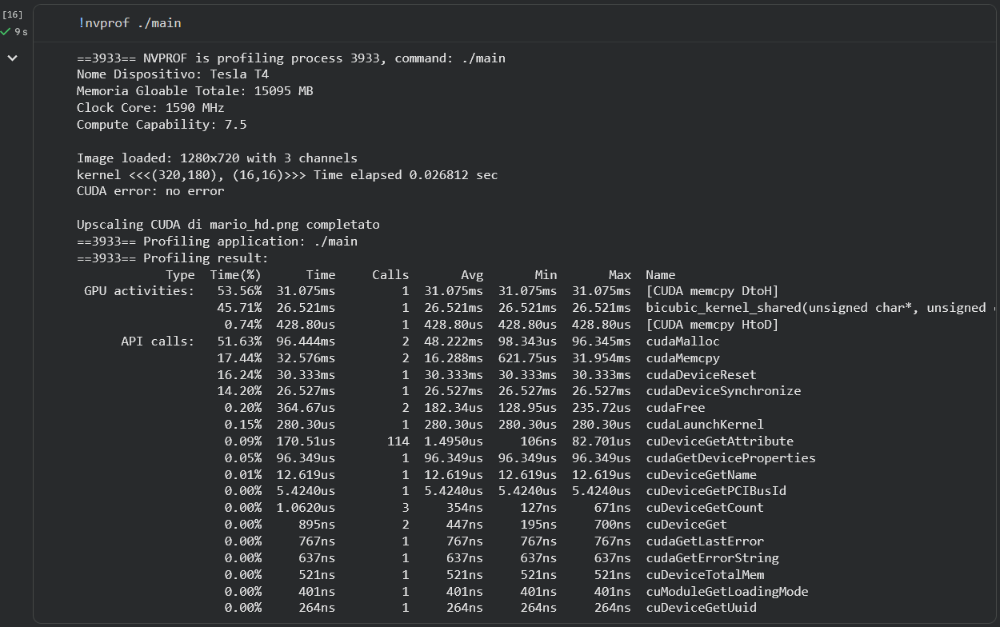 [16]
9 s
!nvprof ./main
==3933== NVPROF is profiling process 3933, command: ./main
Nome Dispositivo: Tesla T4
Memoria Gloable Totale: 15095 MB
Clock Core: 1590 MHz
Compute Capability: 7.5
Image loaded: 1280x720 with 3 channels
kernel <<<(320,180), (16,16)>>> Time elapsed 0.026812 sec
CUDA error: no error
Upscaling CUDA di mario_hd.png completato
==3933== Profiling application: ./main
==3933== Profiling result:
Type Time(%) Time Calls Avg Min Max Name
GPU activities: 53.56% 31.075ms 1 31.075ms 31.075ms 31.075ms [CUDA memcpy DtoH]
45.71% 26.521ms 1 26.521ms 26.521ms 26.521ms bicubic_kernel_shared(unsigned char*, unsigned
0.74% 428.80us 1 428.80us 428.80us 428.80us [CUDA memcpy HtoD]
API calls: 51.63% 96.444ms 2 48.222ms 98.343us 96.345ms cudaMalloc
17.44% 32.576ms 2 16.288ms 621.75us 31.954ms cudaMemcpy
16.24% 30.333ms 1 30.333ms 30.333ms 30.333ms cudaDeviceReset
14.20% 26.527ms 1 26.527ms 26.527ms 26.527ms cudaDeviceSynchronize
0.20% 364.67us 2 182.34us 128.95us 235.72us cudaFree
0.15% 280.30us 1 280.30us 280.30us 280.30us cudaLaunchKernel
0.09% 170.51us 114 1.4950us 106ns 82.701us cuDeviceGetAttribute
0.05% 96.349us 1 96.349us 96.349us 96.349us cudaGetDeviceProperties
0.01% 12.619us 1 12.619us 12.619us 12.619us cuDeviceGetName
0.00% 5.4240us 1 5.4240us 5.4240us 5.4240us cuDeviceGetPCIBusId
0.00% 1.0620us 3 354ns 127ns 671ns cuDeviceGetCount
0.00% 895ns 2 447ns 195ns 700ns cuDeviceGet
0.00% 767ns 1 767ns 767ns 767ns cudaGetLastError
0.00% 637ns 1 637ns 637ns 637ns cudaGetErrorString
0.00% 521ns 1 521ns 521ns 521ns cuDeviceTotalMem
0.00% 401ns 1 401ns 401ns 401ns cuModuleGetLoadingMode
0.00% 264ns 1 264ns 264ns 264ns cuDeviceGetUuid